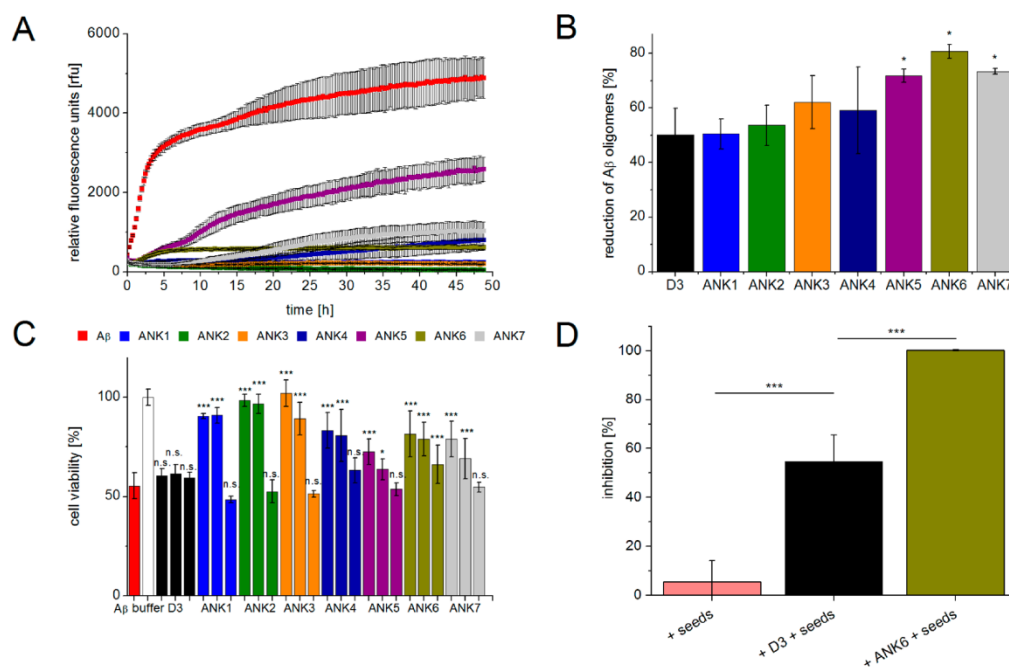 A
6000
4000
2000
0
relative fluorescence units [rfu]
0 5 10 15 20 25 30 35 40 45 50
time [h]
B
80
60
40
20
0
reduction of Aβ oligomers [%]
* * *
D3 ANK1 ANK2 ANK3 ANK4 ANK5 ANK6 ANK7
C
Aβ ANK1 ANK2 ANK3 ANK4 ANK5 ANK6 ANK7
100
50
0
cell viability [%]
n.s. n.s. n.s. *** *** *** *** *** *** *** *** n.s. *** * n.s. *** *** *** *** *** n.s.
Aβ buffer D3 ANK1 ANK2 ANK3 ANK4 ANK5 ANK6 ANK7
D
100
80
60
40
20
0
inhibition [%]
***
***
+ seeds
+ D3 + seeds
+ ANK6 + seeds